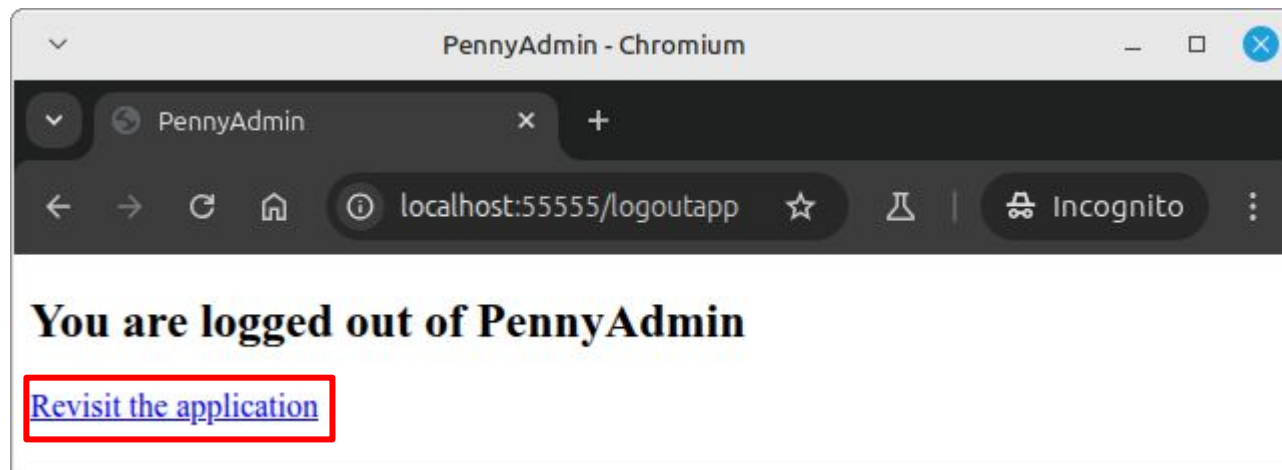 PennyAdmin - Chromium
PennyAdmin
localhost:55555/logoutapp
Incognito
You are logged out of PennyAdmin
Revisit the application